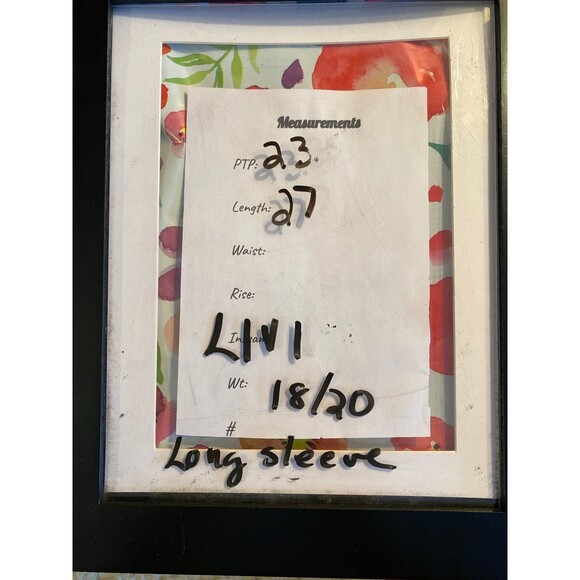 Measurements
PTP: 23
Length: 27
Waist:
Rise:
Inseam
LIVI
Wt: 18/20
#
Long sleeve